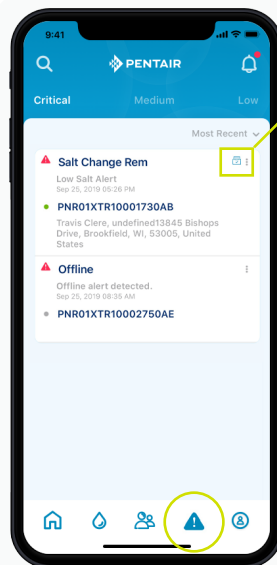 9:41
PENTAIR
Critical Medium Low
Most Recent
Salt Change Rem
Low Salt Alert
Sep 25, 2019 05:26 PM
PNR01XTR10001730AB
Travis Clere, undefined13845 Bishops
Drive, Brookfield, WI, 53005, United
States
Offline
Offline alert detected.
Sep 25, 2019 08:35 AM
PNR01XTR10002750AE